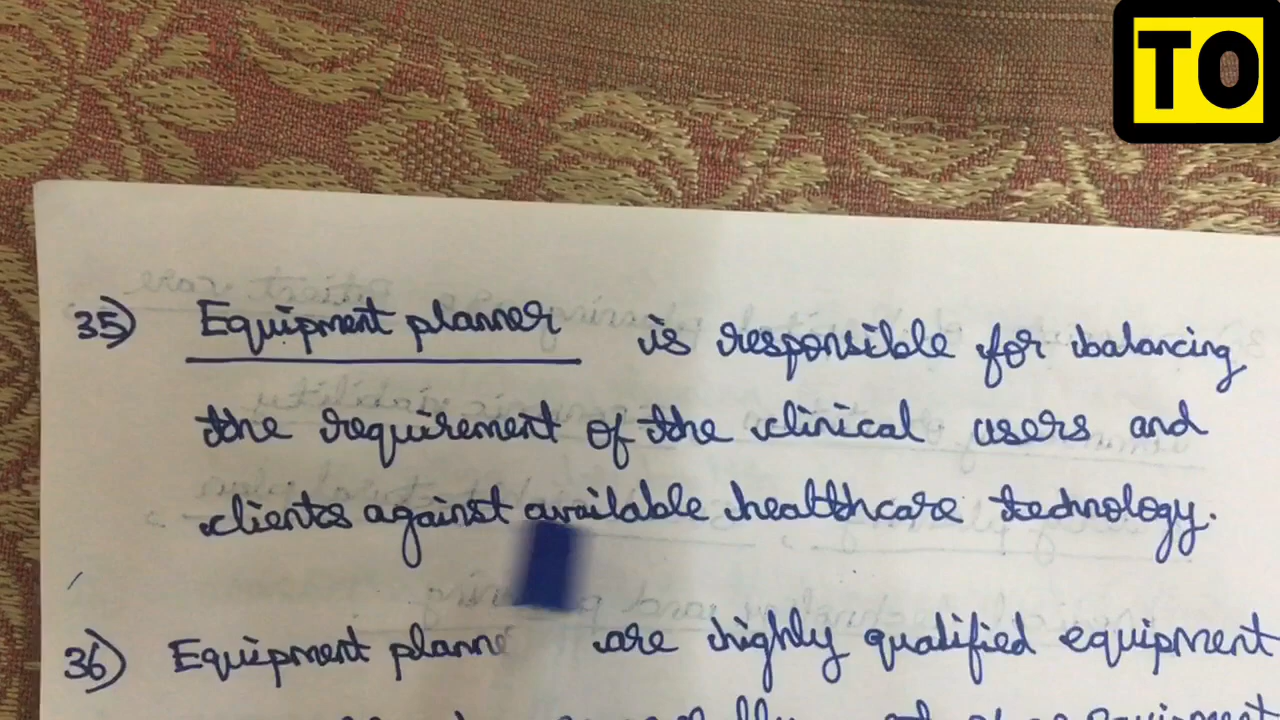 TO
35) Equipment planner is responsible for balancing
the requirement of the clinical users and
clients against available healthcare technology.
36) Equipment are highly qualified equipment